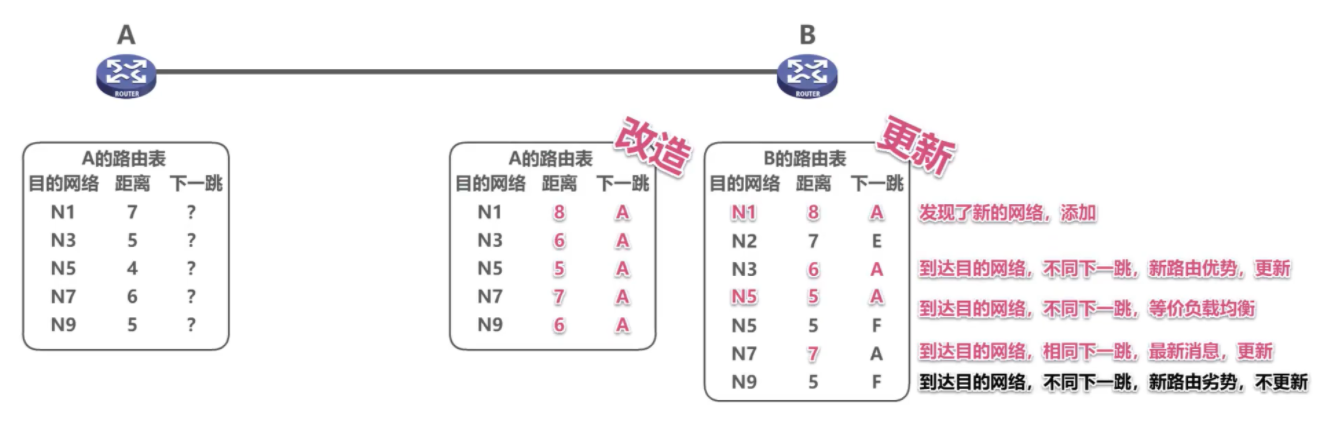 A
B
ROUTER
ROUTER
A的路由表
目的网络 距离 下一跳
N1 7 ?
N3 5 ?
N5 4 ?
N7 6 ?
N9 5 ?
改造
A的路由表
目的网络 距离 下一跳
N1 8 A
N3 6 A
N5 5 A
N7 7 A
N9 6 A
更新
B的路由表
目的网络 距离 下一跳
N1 8 A 发现了新的网络，添加
N2 7 E
N3 6 A 到达目的网络，不同下一跳，新路由优势，更新
N5 5 A
到达目的网络，不同下一跳，等价负载均衡
N5 5 F
N7 7 A 到达目的网络，相同下一跳，最新消息，更新
N9 5 F 到达目的网络，不同下一跳，新路由劣势，不更新